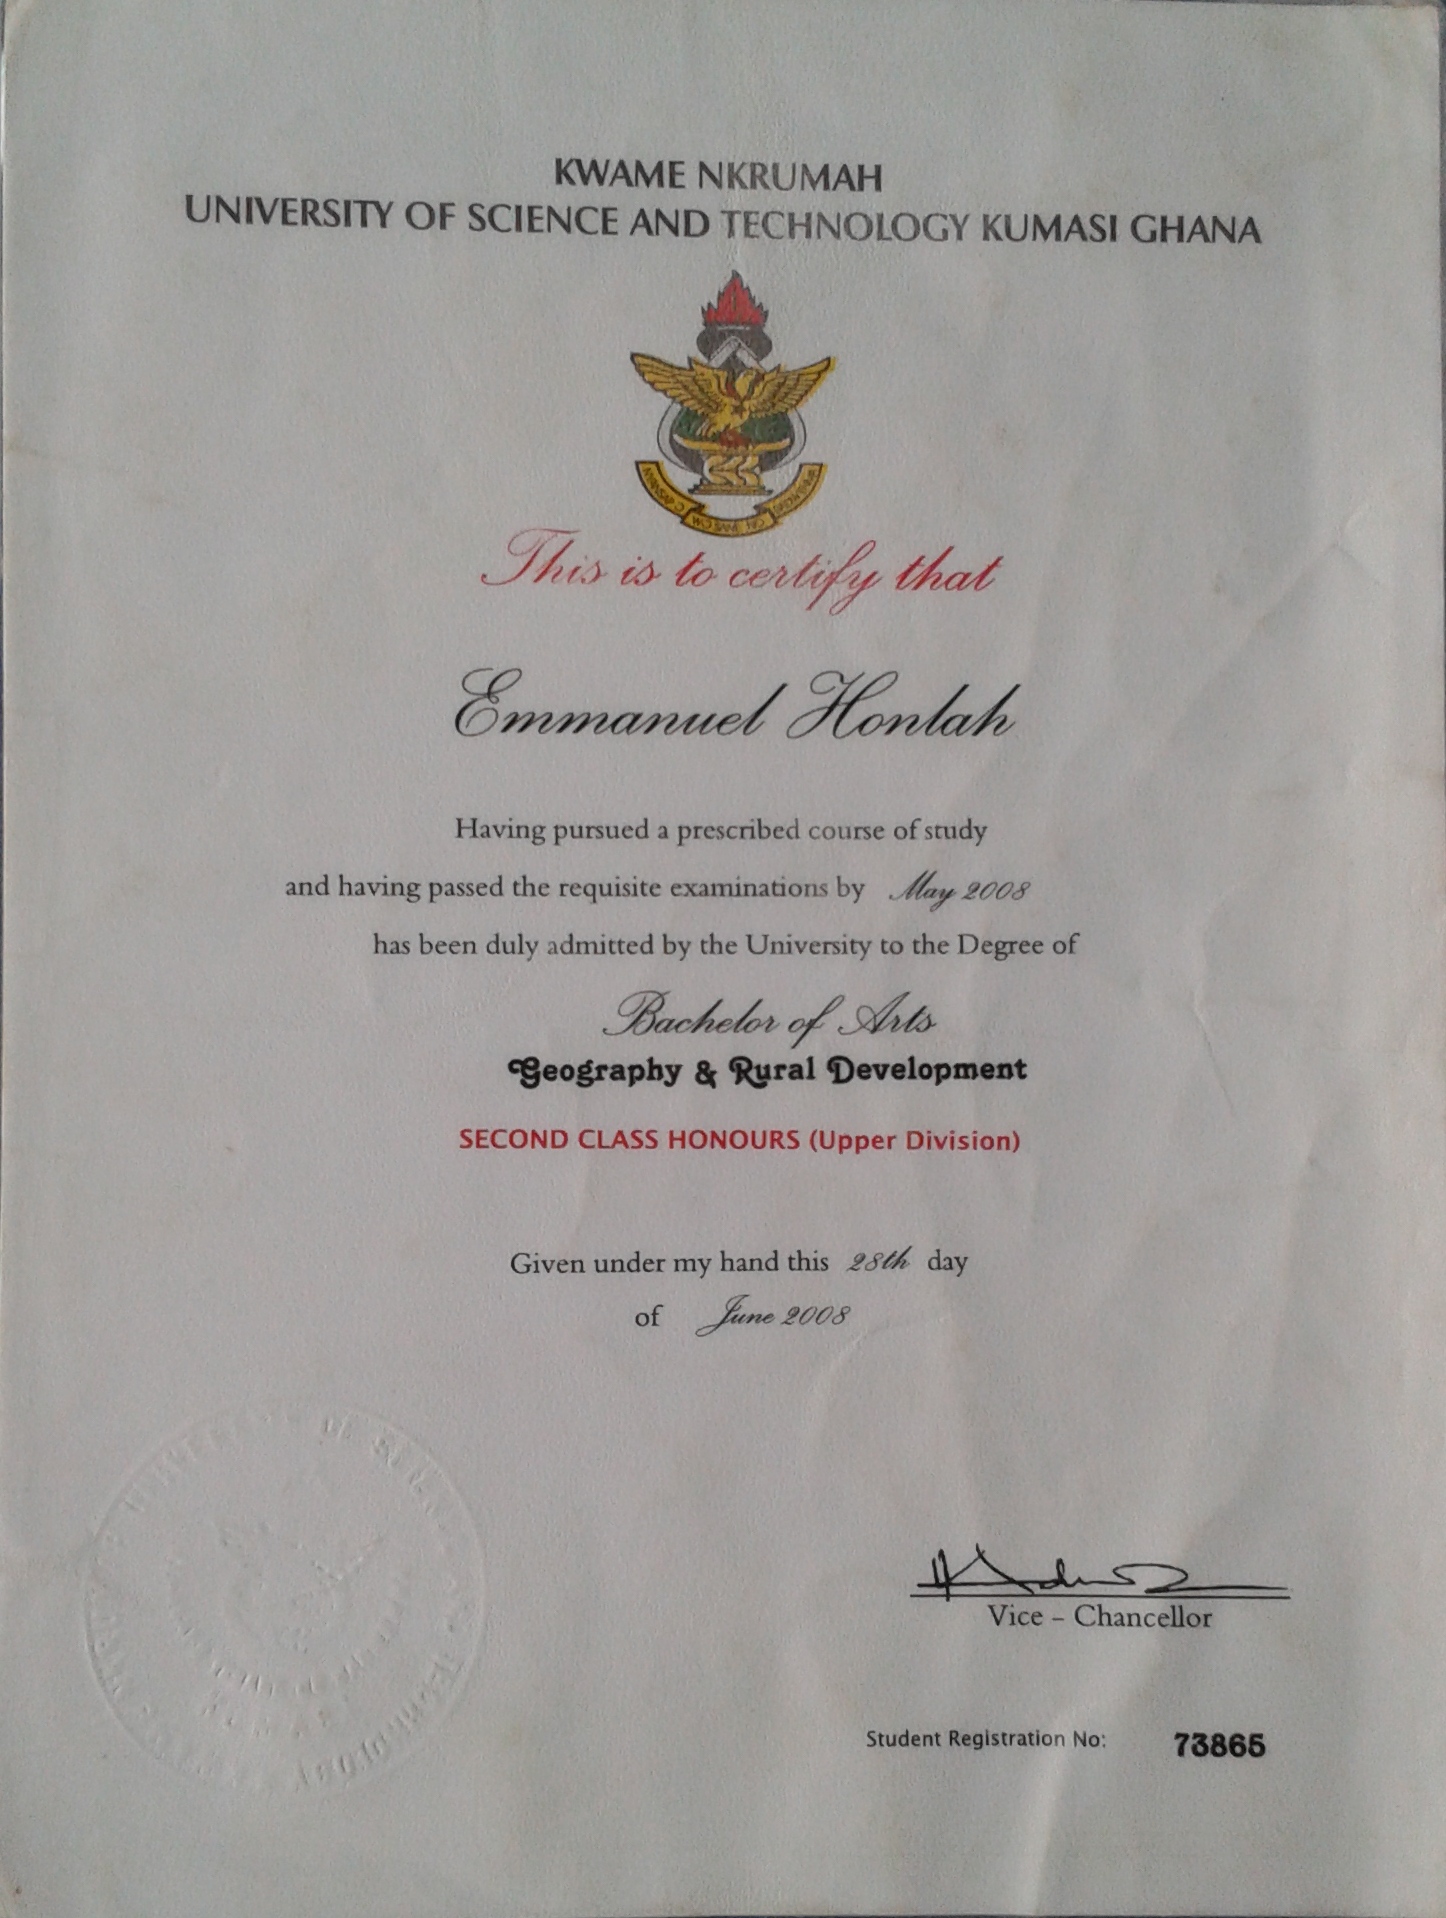 KWAME NKRUMAH
UNIVERSITY OF SCIENCE AND TECHNOLOGY KUMASI GHANA
This is to certify that
Emmanuel Honlah
Having pursued a prescribed course of study
and having passed the requisite examinations by May 2008
has been duly admitted by the University to the Degree of
Bachelor of Arts
Geography & Rural Development
SECOND CLASS HONOURS (Upper Division)
Given under my hand this 28th day
of June 2008
Vice – Chancellor
Student Registration No: 73865